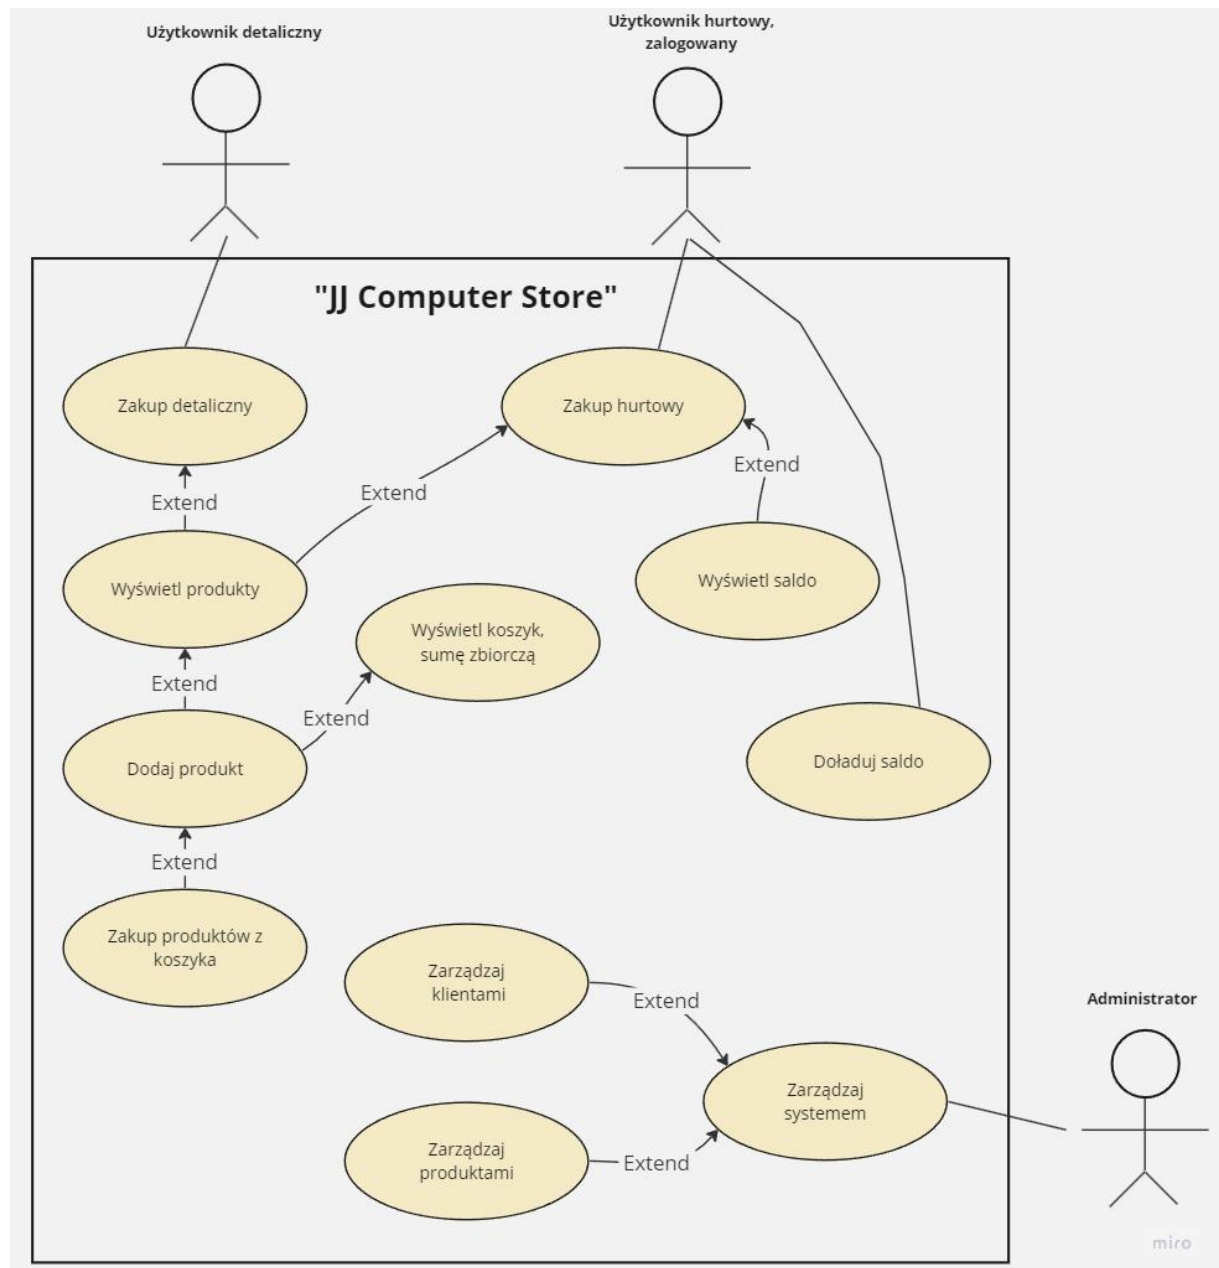 Użytkownik detaliczny
Użytkownik hurtowy,
zalogowany
"JJ Computer Store"
Zakup detaliczny
Zakup hurtowy
Extend
Extend
Extend
Wyświetl produkty
Wyświetl saldo
Wyświetl koszyk,
sumę zbiorczą
Extend
Extend
Dodaj produkt
Doładuj saldo
Extend
Zakup produktów z
koszyka
Zarządzaj
klientami
Extend
Administrator
Zarządzaj
systemem
Zarządzaj
produktami
Extend
miro